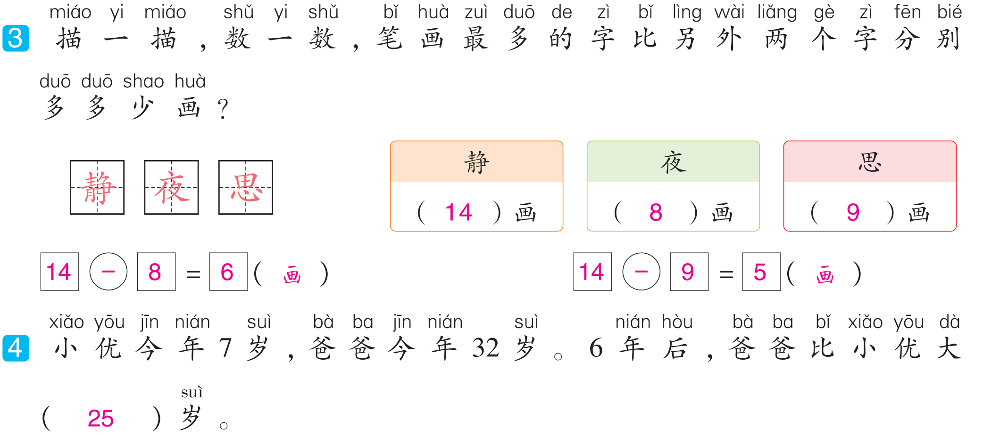 miáo yi miáo shǔ yi shǔ bǐ huà zuì duō de zì bǐ lìng wài liǎng gè zì fēn bié
3 描一描，数一数，笔画最多的字比另外两个字分别
duō duō shao huà
多多少画？
静 夜 思
静 夜 思
( 14 )画 ( 8 )画 ( 9 )画
14 − 8 = 6 ( 画 ) 14 − 9 = 5 ( 画 )
xiǎo yōu jīn nián suì bà ba jīn nián suì nián hòu bà ba bǐ xiǎo yōu dà
4 小优今年7岁，爸爸今年32岁。6年后，爸爸比小优大
suì
( 25 )岁。